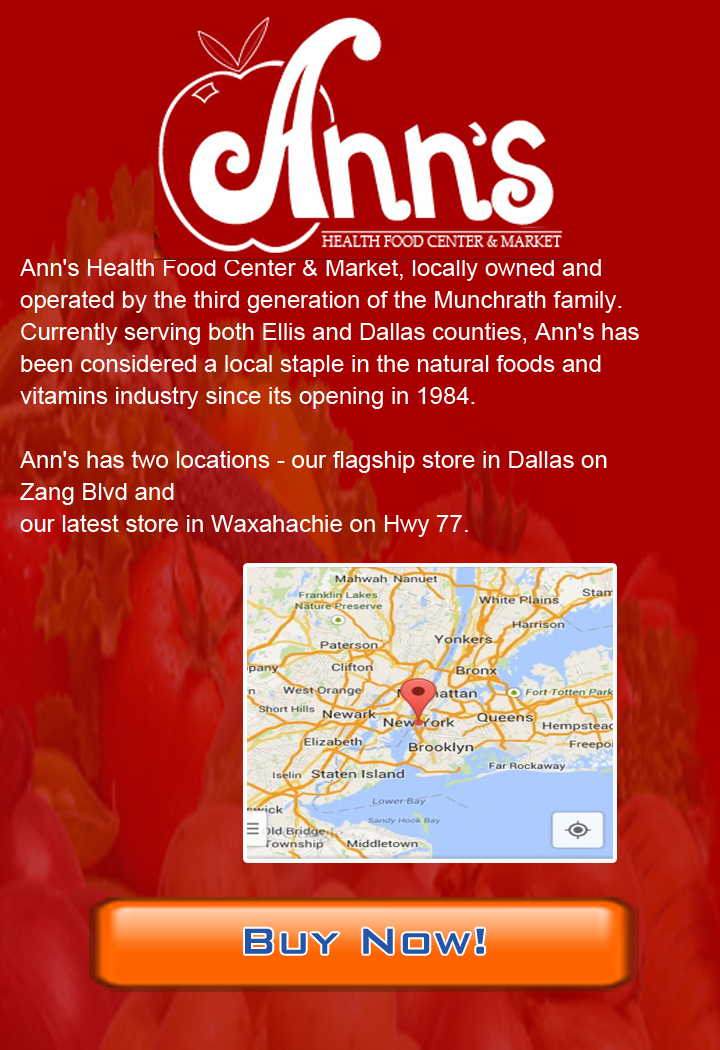 Ann's
HEALTH FOOD CENTER & MARKET
Ann's Health Food Center & Market, locally owned and
operated by the third generation of the Munchrath family.
Currently serving both Ellis and Dallas counties, Ann's has
been considered a local staple in the natural foods and
vitamins industry since its opening in 1984.
Ann's has two locations - our flagship store in Dallas on
Zang Blvd and
our latest store in Waxahachie on Hwy 77.
Mahwah Nanuet
Franklin Lakes
Nature Preserve
White Plains
Stam
Harrison
Yonkers
Paterson
Clifton
Bronx
pany
West Orange
attan
Fort Totten Park
Short Hills
Newark
New York
Queens
Hempstead
Elizabeth
Brooklyn
Freepo
Iselin
Staten Island
Far Rockaway
wick
Lower Bay
Sandy Hook Bay
Old Bridge
Township
Middletown
Buy Now!